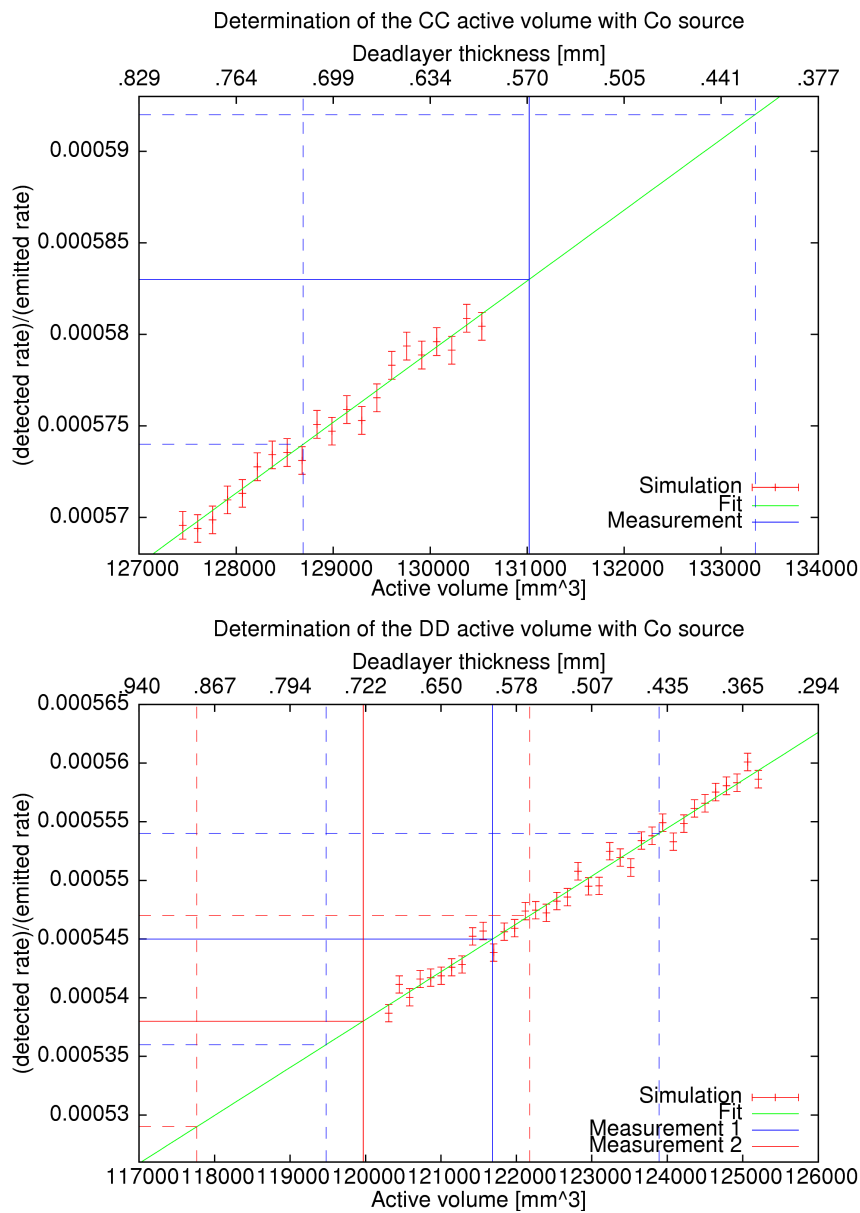 Determination of the CC active volume with Co source
Deadlayer thickness [mm]
.829 .764 .699 .634 .570 .505 .441 .377
0.00059
0.000585
0.00058
0.000575
0.00057
(detected rate)/(emitted rate)
Simulation
Fit
Measurement
127000 128000 129000 130000 131000 132000 133000 134000
Active volume [mm^3]
Determination of the DD active volume with Co source
Deadlayer thickness [mm]
.940 .867 .794 .722 .650 .578 .507 .435 .365 .294
0.000565
0.00056
0.000555
0.00055
0.000545
0.00054
0.000535
0.00053
(detected rate)/(emitted rate)
Simulation
Fit
Measurement 1
Measurement 2
117000 118000 119000 120000 121000 122000 123000 124000 125000 126000
Active volume [mm^3]